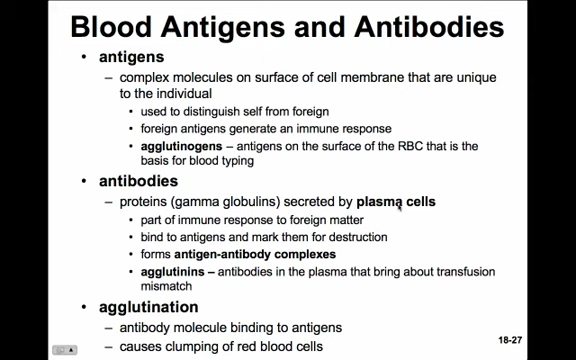 Blood Antigens and Antibodies
• antigens
– complex molecules on surface of cell membrane that are unique
to the individual
• used to distinguish self from foreign
• foreign antigens generate an immune response
• agglutinogens – antigens on the surface of the RBC that is the
basis for blood typing
• antibodies
– proteins (gamma globulins) secreted by plasma cells
• part of immune response to foreign matter
• bind to antigens and mark them for destruction
• forms antigen-antibody complexes
• agglutinins – antibodies in the plasma that bring about transfusion
mismatch
• agglutination
– antibody molecule binding to antigens
– causes clumping of red blood cells
18-27